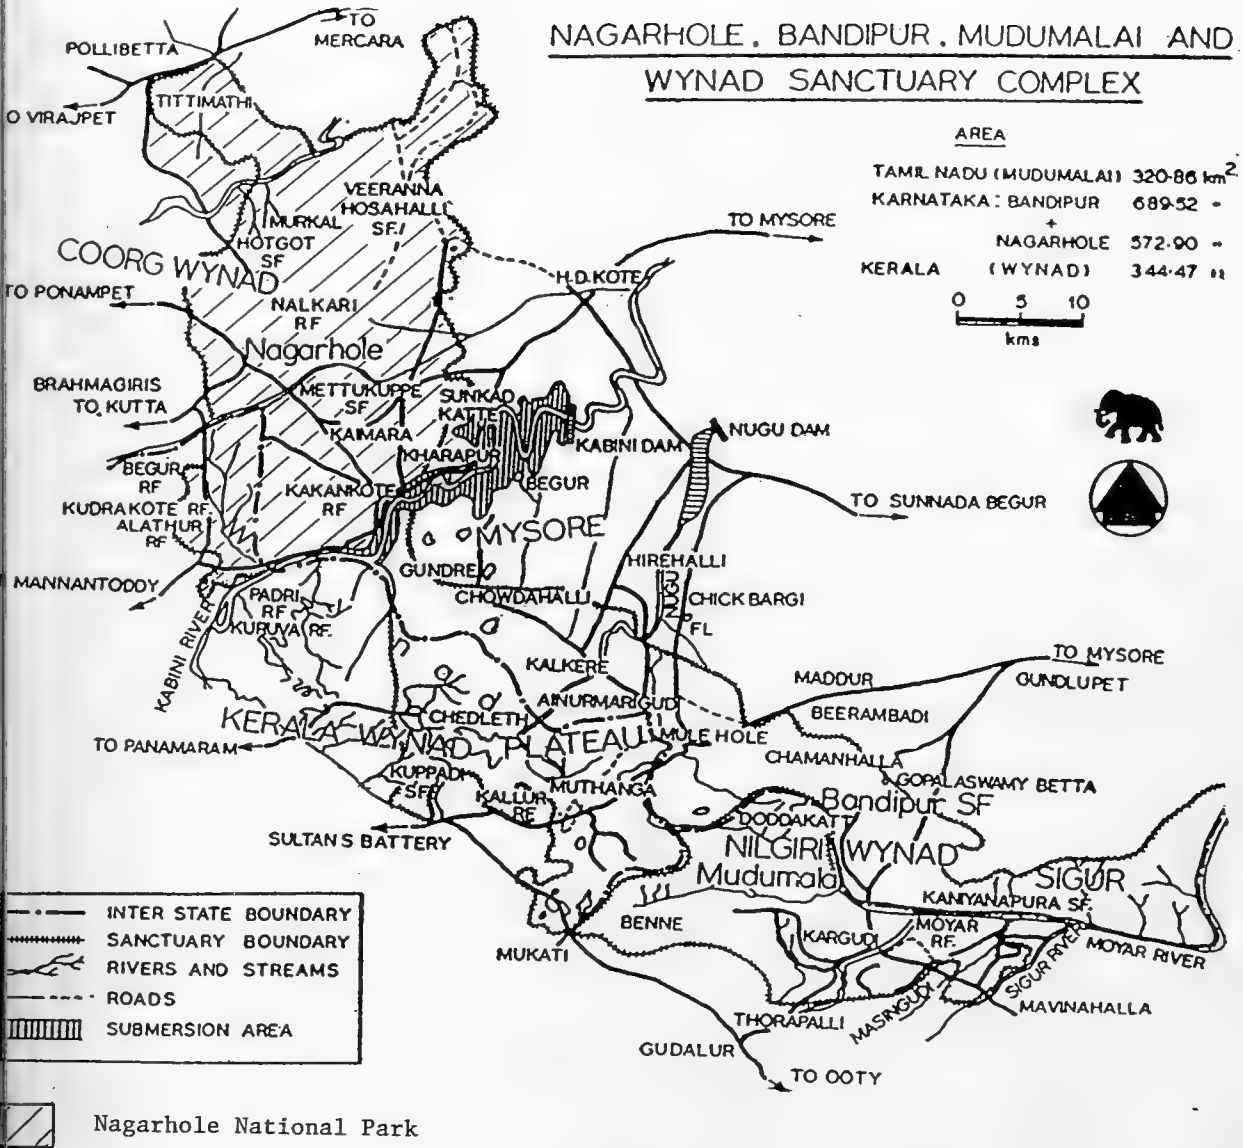 NAGARHOLE, BANDIPUR, MUDUMALAI AND
WYNAD SANCTUARY COMPLEX
AREA
TAMIL NADU (MUDUMALAI) 320·86 km2
KARNATAKA: BANDIPUR 689·52 "
+
NAGARHOLE 572·90 "
KERALA (WYNAD) 344·47 "
0 5 10
kms
TO
MERCARA
POLLIBETTA
TITTIMATHI
O VIRAJPET
VEERANNA
HOSAHALLI
SF
MURKAL
HOTGOT
SF
COORG WYNAD
TO MYSORE
H.D.KOTE
TO PONAMPET
NALKARI
RF
Nagarhole
BRAHMAGIRIS
TO KUTTA
METTUKUPPE
SF
SUNKAD
KATTE
KAIMARA
KABINI DAM
NUGU DAM
KHARAPUR
BEGUR
RF
BEGUR
KAKANKOTE
RF
TO SUNNADA BEGUR
KUDRAKOTE RF.
ALATHUR
RF
MYSORE
HIREHALLI
GUNDRE
MANNANTODDY
PADRI
RF
KURUVA RF.
CHOWDAHALLI
NUGU
CHICK BARGI
FL
KABINI RIVER
KALKERE
TO MYSORE
GUNDLUPET
MADDUR
AINURMARIGUDI
BEERAMBADI
CHEDLETH
KERALA WYNAD PLATEAU
MULE HOLE
TO PANAMARAM
CHAMANHALLA
KUPPADI
SF
MUTHANGA
GOPALASWAMY BETTA
KALLUR
RF
Bandipur SF
DODDAKATT
SULTANS BATTERY
NILGIRI WYNAD
Mudumalai
SIGUR
KANIYANAPURA SF.
BENNE
KARGUDI
MOYAR
RF.
MUKATI
MOYAR RIVER
SIGUR RIVER
MASINGUDI
MAVINAHALLA
THORAPALLI
GUDALUR
TO OOTY
INTER STATE BOUNDARY
SANCTUARY BOUNDARY
RIVERS AND STREAMS
ROADS
SUBMERSION AREA
Nagarhole National Park